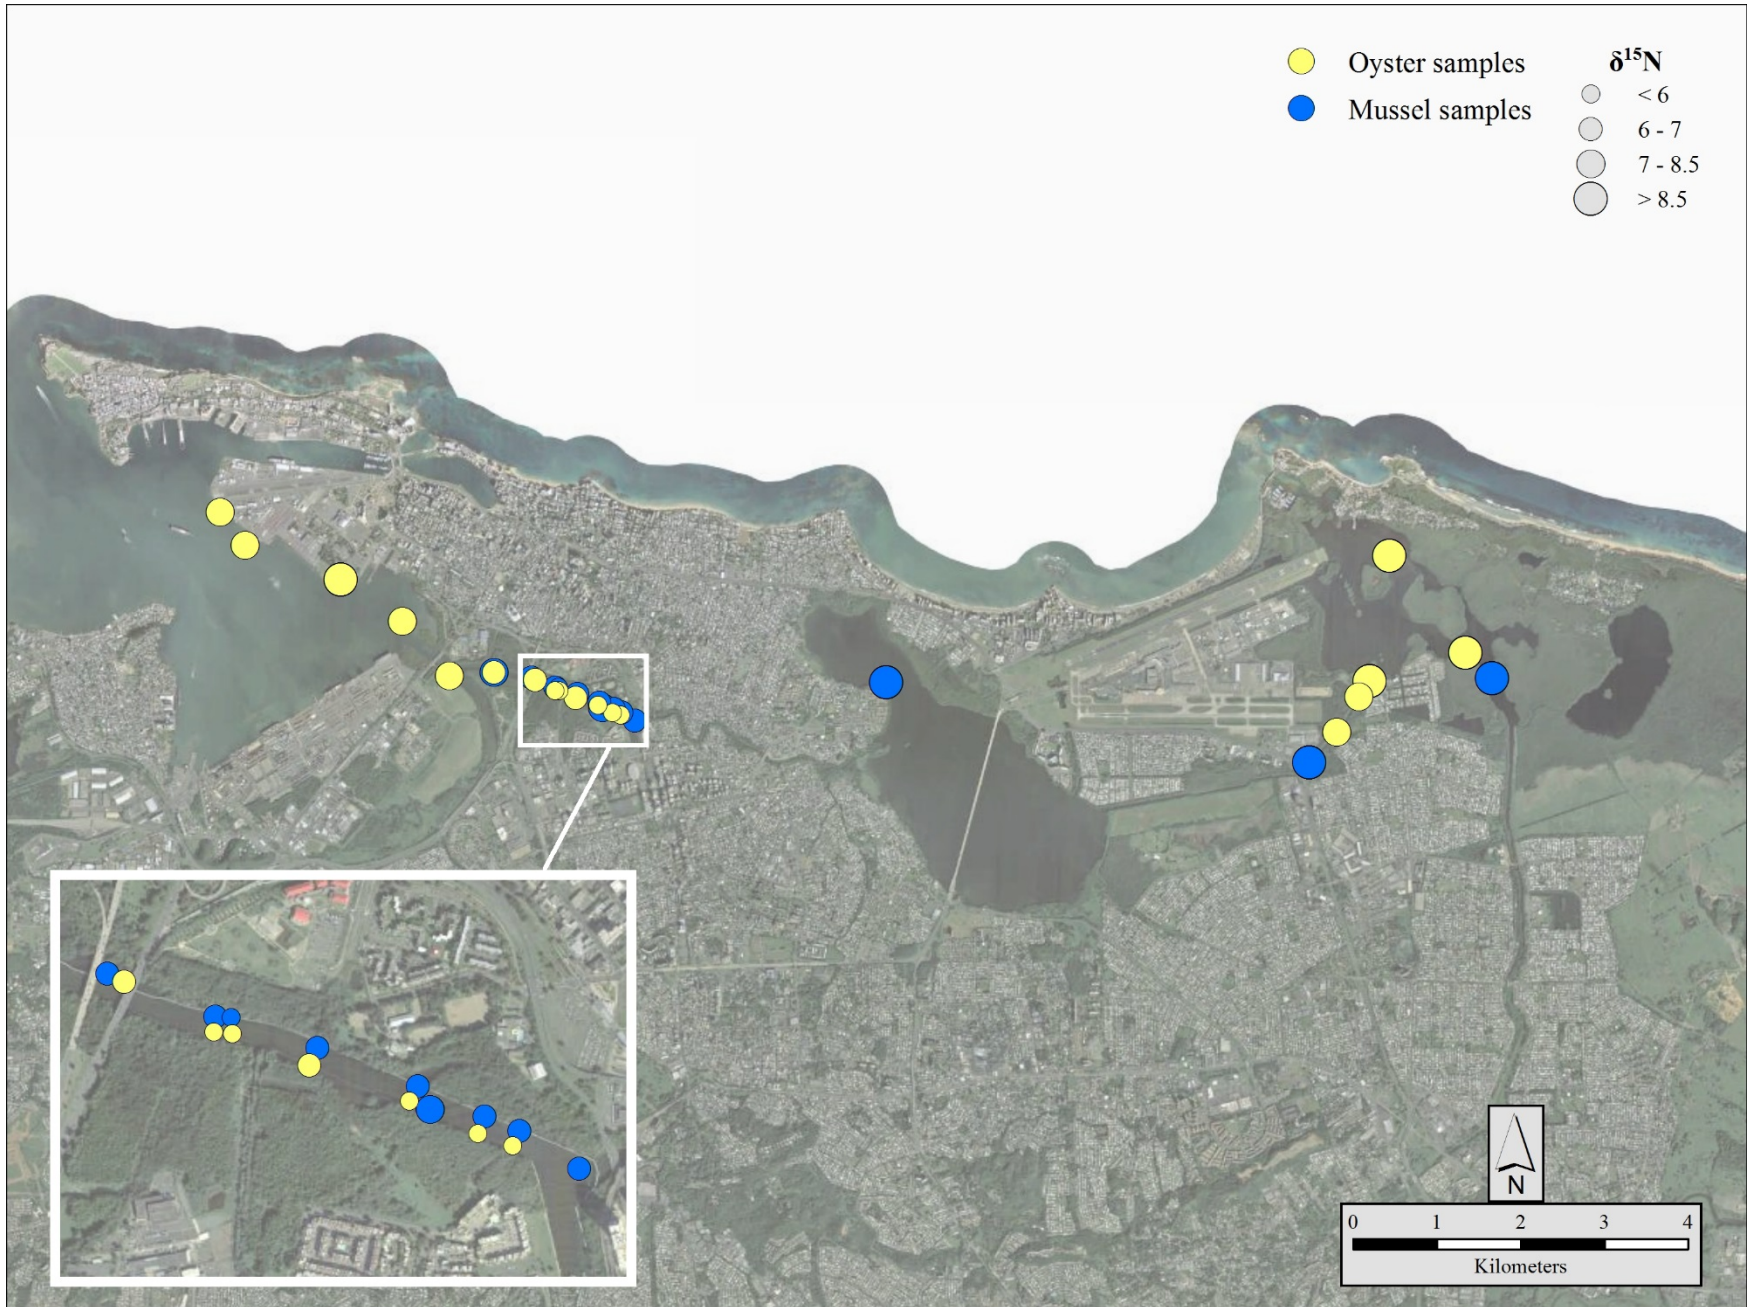 δ¹⁵N
Oyster samples
< 6
Mussel samples
6 - 7
7 - 8.5
> 8.5
N
0 1 2 3 4
Kilometers